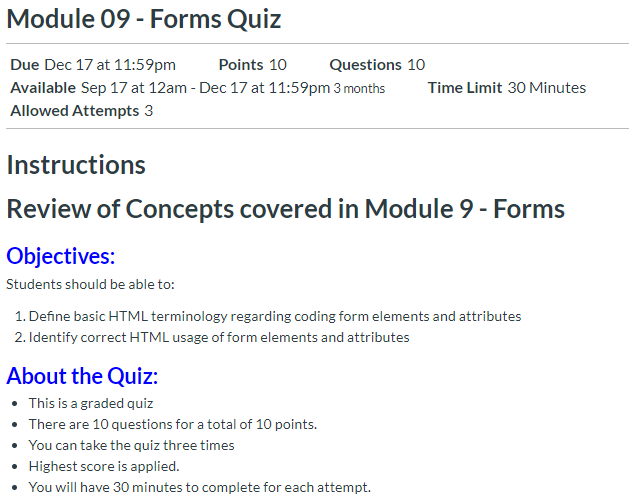 Module 09 - Forms Quiz
Due Dec 17 at 11:59pm Points 10 Questions 10
Available Sep 17 at 12am - Dec 17 at 11:59pm 3 months Time Limit 30 Minutes
Allowed Attempts 3
Instructions
Review of Concepts covered in Module 9 - Forms
Objectives:
Students should be able to:
1. Define basic HTML terminology regarding coding form elements and attributes
2. Identify correct HTML usage of form elements and attributes
About the Quiz:
• This is a graded quiz
• There are 10 questions for a total of 10 points.
• You can take the quiz three times
• Highest score is applied.
• You will have 30 minutes to complete for each attempt.